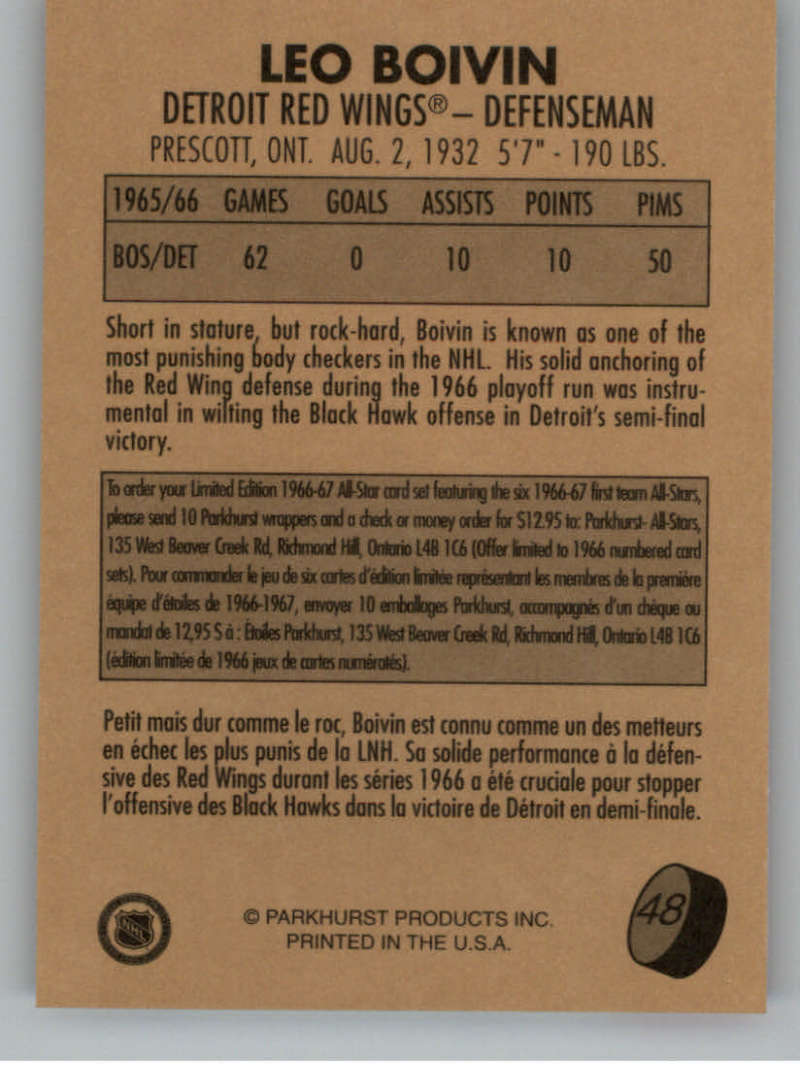 LEO BOIVIN
DETROIT RED WINGS® – DEFENSEMAN
PRESCOTT, ONT. AUG. 2, 1932 5'7" - 190 LBS.
1965/66 GAMES GOALS ASSISTS POINTS PIMS
BOS/DET 62 0 10 10 50
Short in stature, but rock-hard, Boivin is known as one of the
most punishing body checkers in the NHL. His solid anchoring of
the Red Wing defense during the 1966 playoff run was instru-
mental in wilting the Black Hawk offense in Detroit's semi-final
victory.
To order your Limited Edition 1966-67 All-Star card set featuring the six 1966-67 first team All-Stars,
please send 10 Parkhurst wrappers and a check or money order for $12.95 to: Parkhurst- All-Stars,
135 West Beaver Creek Rd, Richmond Hill, Ontario L4B 1C6 (Offer limited to 1966 numbered card
sets). Pour commander le jeu de six cartes d'édition limitée représentant les membres de la première
équipe d'étoiles de 1966-1967, envoyer 10 emballages Parkhurst, accompagnés d'un chèque ou
mandat de 12,95 $ à : Étoiles Parkhurst, 135 West Beaver Creek Rd, Richmond Hill, Ontario L4B 1C6
(édition limitée de 1966 jeux de cartes numérotés).
Petit mais dur comme le roc, Boivin est connu comme un des metteurs
en échec les plus punis de la LNH. Sa solide performance à la défen-
sive des Red Wings durant les séries 1966 a été cruciale pour stopper
l'offensive des Black Hawks dans la victoire de Détroit en demi-finale.
NHL
© PARKHURST PRODUCTS INC.
PRINTED IN THE U.S.A.
48